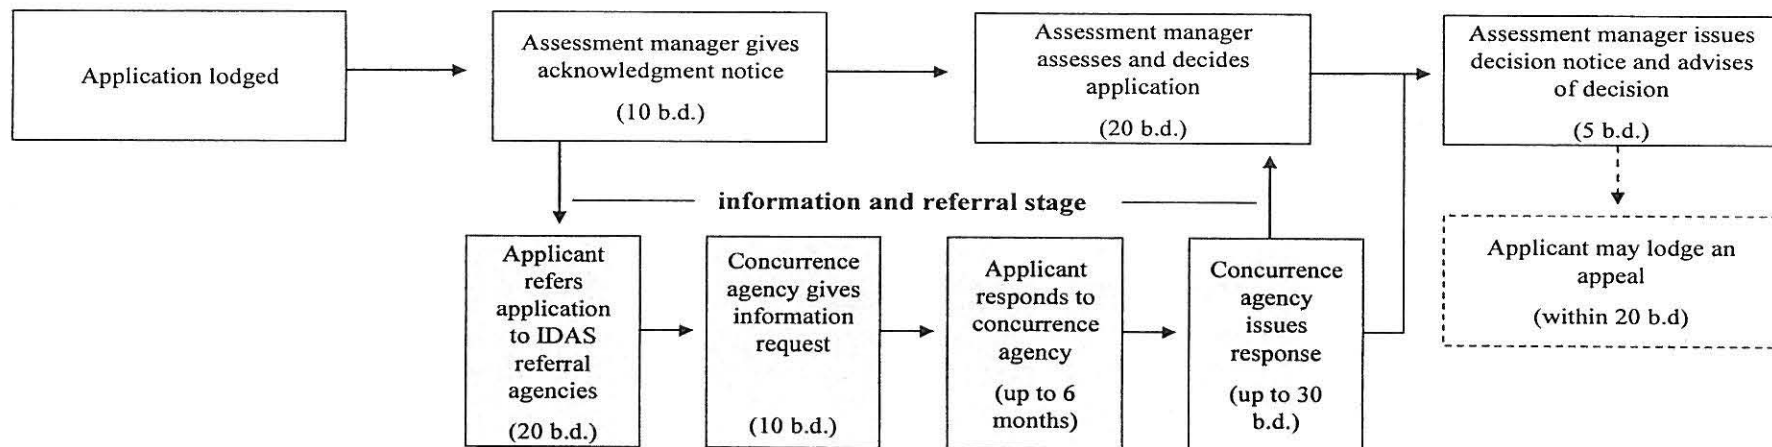 Application lodged
Assessment manager gives
acknowledgment notice
(10 b.d.)
Assessment manager
assesses and decides
application
(20 b.d.)
Assessment manager issues
decision notice and advises
of decision
(5 b.d.)
information and referral stage
Applicant
refers
application
to IDAS
referral
agencies
(20 b.d.)
Concurrence
agency gives
information
request
(10 b.d.)
Applicant
responds to
concurrence
agency
(up to 6
months)
Concurrence
agency
issues
response
(up to 30
b.d.)
Applicant may lodge an
appeal
(within 20 b.d)